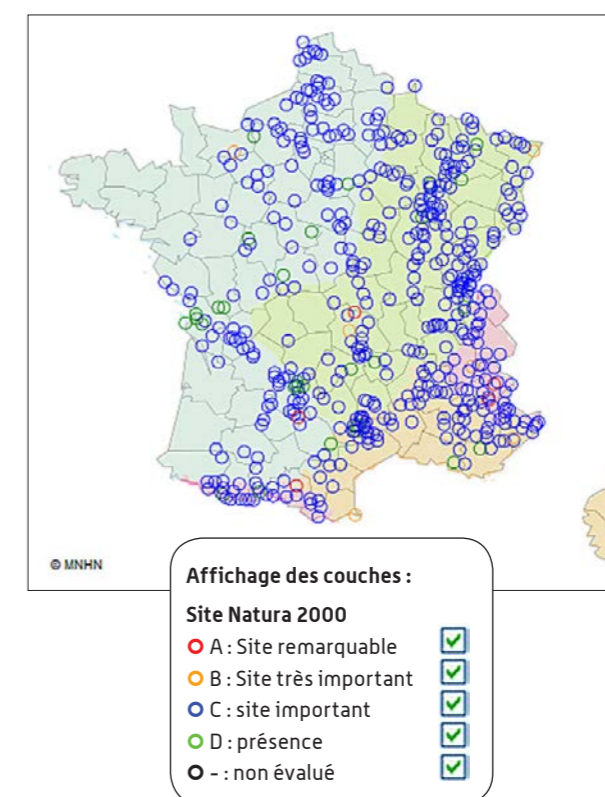 © MNHN
Affichage des couches :
Site Natura 2000
A : Site remarquable
B : Site très important
C : site important
D : présence
- : non évalué